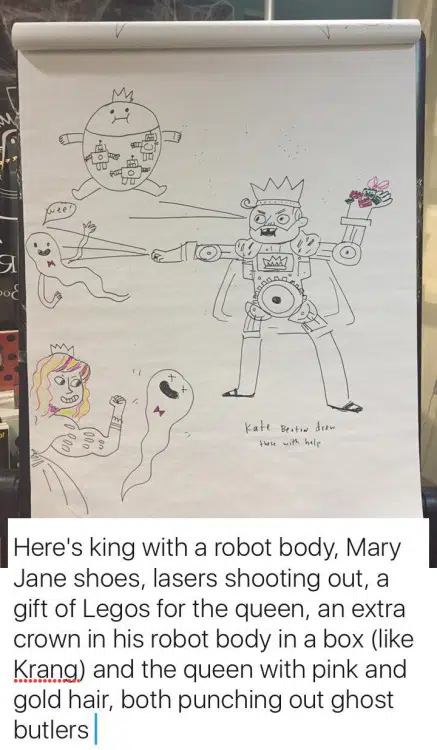 wee!
Kate Beaton drew
these with help
Here's king with a robot body, Mary
Jane shoes, lasers shooting out, a
gift of Legos for the queen, an extra
crown in his robot body in a box (like
Krang) and the queen with pink and
gold hair, both punching out ghost
butlers